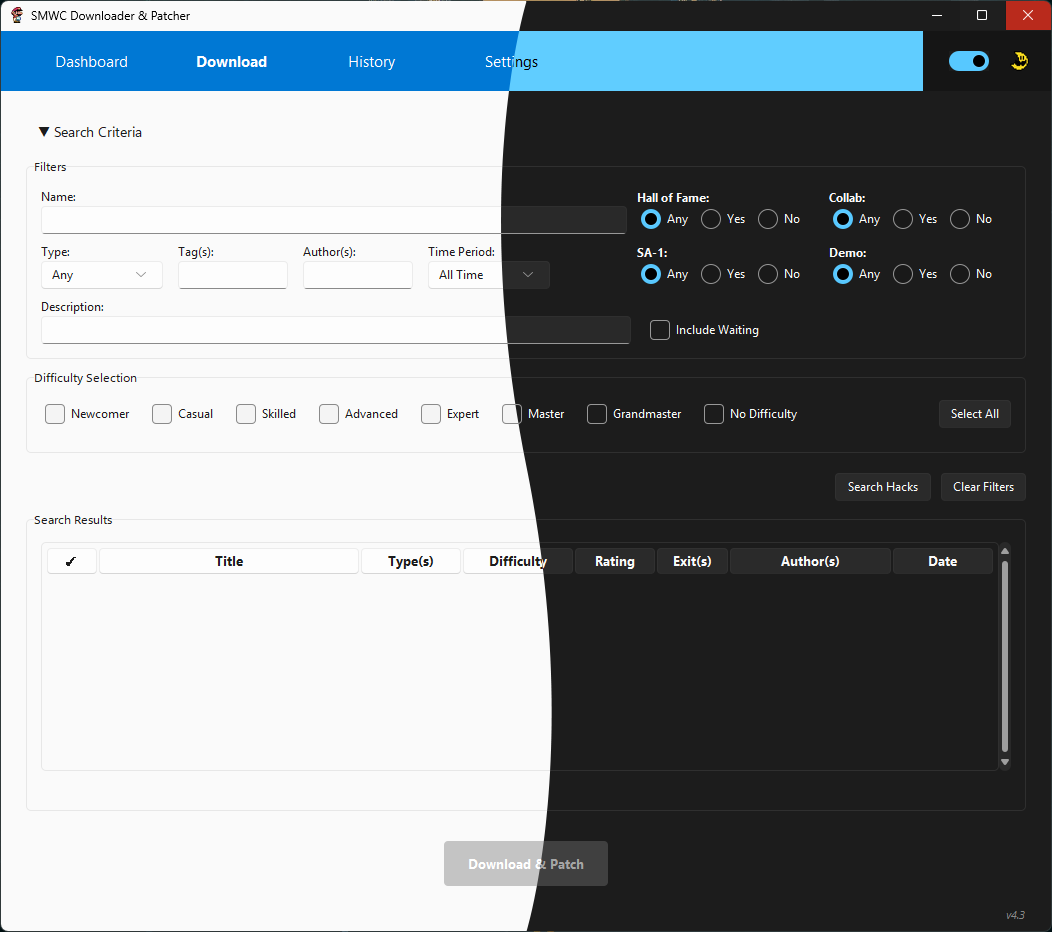 SMWC Downloader & Patcher
Dashboard Download History Settings
▼ Search Criteria
Filters
Name:
Hall of Fame: Collab:
Any Yes No Any Yes No
Type: Tag(s): Author(s): Time Period: SA-1: Demo:
Any All Time Any Yes No Any Yes No
Description:
Include Waiting
Difficulty Selection
Newcomer Casual Skilled Advanced Expert Master Grandmaster No Difficulty Select All
Search Hacks Clear Filters
Search Results
✓ Title Type(s) Difficulty Rating Exit(s) Author(s) Date
Download & Patch
v4.3